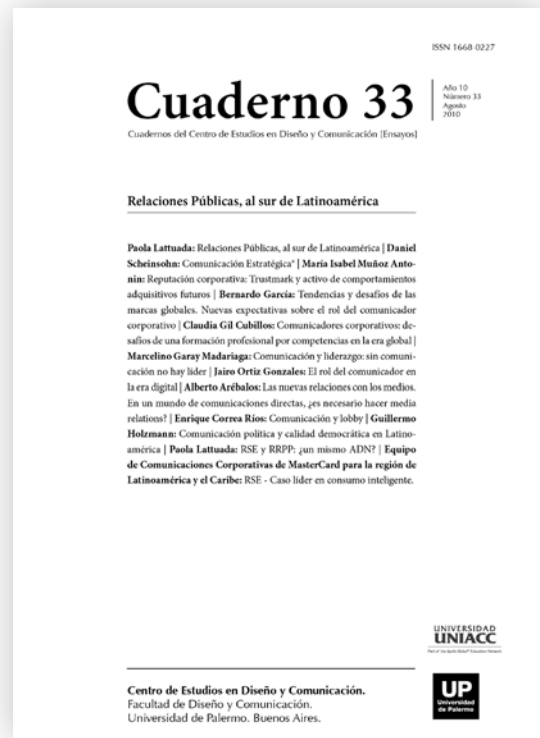 ISSN 1668-0227
Cuaderno 33
Año 10
Número 33
Agosto
2010
Cuadernos del Centro de Estudios en Diseño y Comunicación [Ensayos]
Relaciones Públicas, al sur de Latinoamérica
Paola Lattuada: Relaciones Públicas, al sur de Latinoamérica | Daniel
Scheinsohn: Comunicación Estratégica® | María Isabel Muñoz Anto-
nin: Reputación corporativa: Trustmark y activo de comportamientos
adquisitivos futuros | Bernardo García: Tendencias y desafíos de las
marcas globales. Nuevas expectativas sobre el rol del comunicador
corporativo | Claudia Gil Cubillos: Comunicadores corporativos: de-
safíos de una formación profesional por competencias en la era global |
Marcelino Garay Madariaga: Comunicación y liderazgo: sin comuni-
cación no hay líder | Jairo Ortiz Gonzales: El rol del comunicador en
la era digital | Alberto Arébalos: Las nuevas relaciones con los medios.
En un mundo de comunicaciones directas, ¿es necesario hacer media
relations? | Enrique Correa Ríos: Comunicación y lobby | Guillermo
Holzmann: Comunicación política y calidad democrática en Latino-
américa | Paola Lattuada: RSE y RRPP: ¿un mismo ADN? | Equipo
de Comunicaciones Corporativas de MasterCard para la región de
Latinoamérica y el Caribe: RSE - Caso líder en consumo inteligente.
UNIVERSIDAD
UNIACC
Centro de Estudios en Diseño y Comunicación.
Facultad de Diseño y Comunicación.
Universidad de Palermo. Buenos Aires.
UP
Universidad
de Palermo